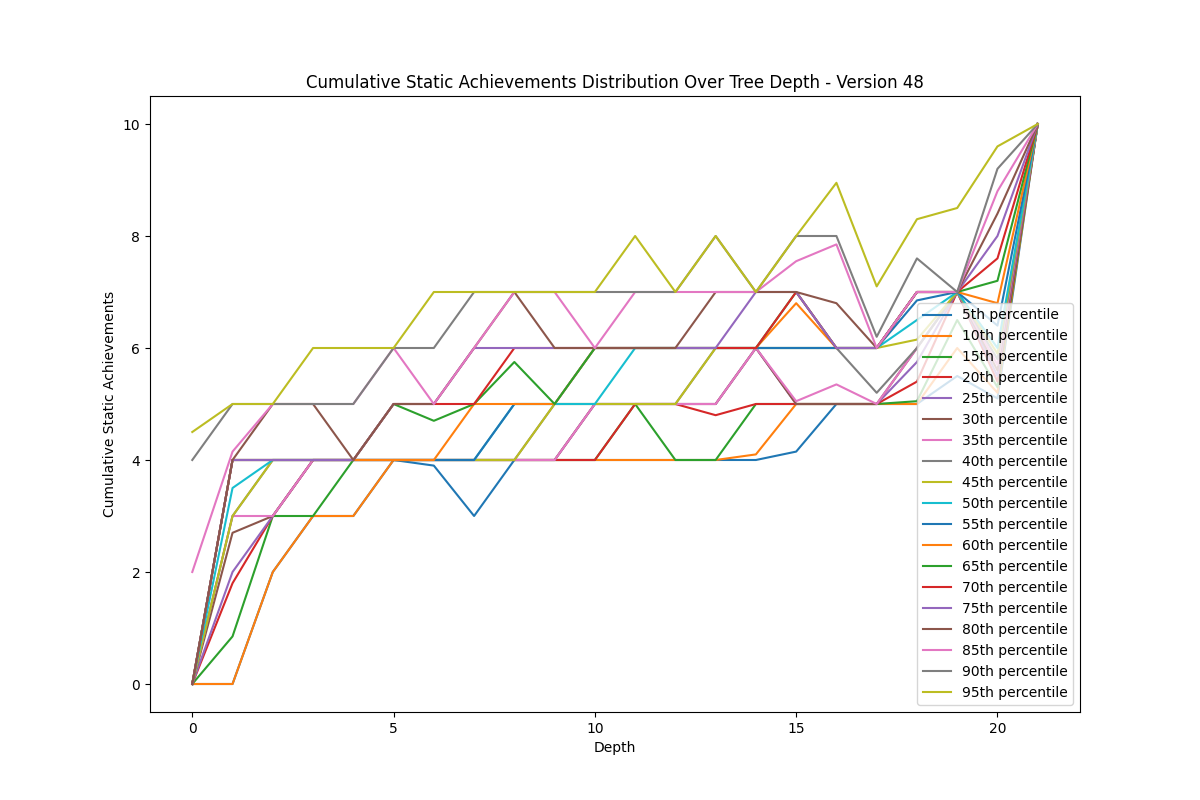 Cumulative Static Achievements Distribution Over Tree Depth - Version 48
Cumulative Static Achievements
10
8
6
4
2
0
0 5 10 15 20
Depth
5th percentile
10th percentile
15th percentile
20th percentile
25th percentile
30th percentile
35th percentile
40th percentile
45th percentile
50th percentile
55th percentile
60th percentile
65th percentile
70th percentile
75th percentile
80th percentile
85th percentile
90th percentile
95th percentile